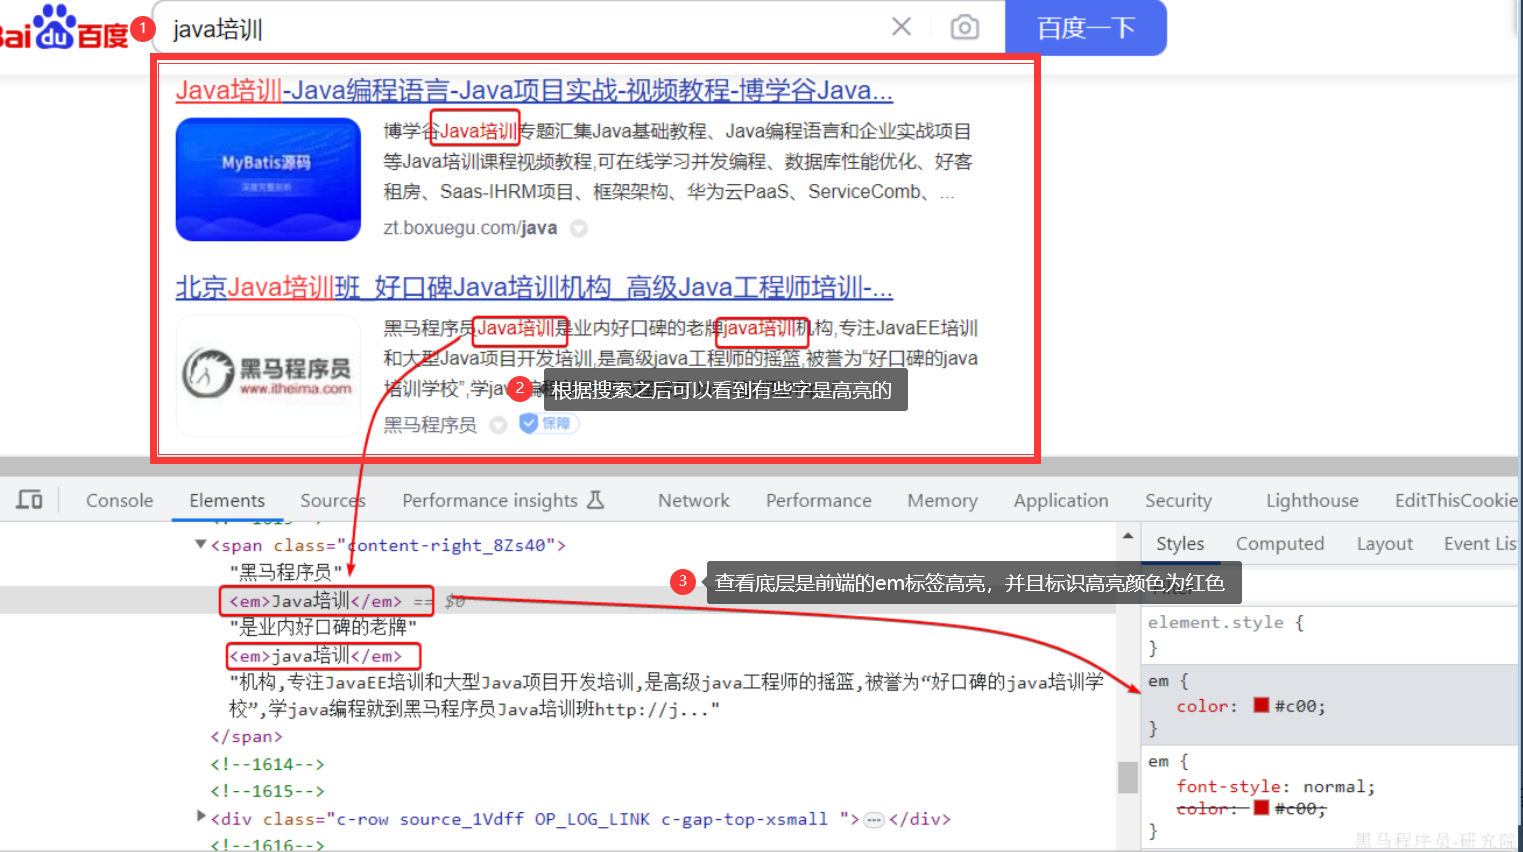 Bai du 百度
1
java培训
百度一下
Java培训-Java编程语言-Java项目实战-视频教程-博学谷Java...
MyBatis源码
博学谷Java培训专题汇集Java基础教程、Java编程语言和企业实战项目
等Java培训课程视频教程,可在线学习并发编程、数据库性能优化、好客
租房、Saas-IHRM项目、框架架构、华为云PaaS、ServiceComb、...
zt.boxuegu.com/java
北京Java培训班_好口碑Java培训机构_高级Java工程师培训-...
黑马程序员
www.itheima.com
黑马程序员Java培训是业内好口碑的老牌java培训机构,专注JavaEE培训
和大型Java项目开发培训,是高级java工程师的摇篮,被誉为“好口碑的java
培训学校”,学java编程
2
根据搜索之后可以看到有些字是高亮的
黑马程序员
保障
Console Elements Sources Performance insights Network Performance Memory Application Security Lighthouse EditThisCookie
<!--1613-->
<span class="content-right_8Zs40">
"黑马程序员"
<em>Java培训</em> == $0
"是业内好口碑的老牌"
<em>java培训</em>
"机构,专注JavaEE培训和大型Java项目开发培训,是高级java工程师的摇篮,被誉为“好口碑的java培训学
校”,学java编程就到黑马程序员Java培训班http://j..."
</span>
<!--1614-->
<!--1615-->
<div class="c-row source_1Vdff OP_LOG_LINK c-gap-top-xsmall ">…</div>
<!--1616-->
Styles Computed Layout Event Lis
3
查看底层是前端的em标签高亮，并且标识高亮颜色为红色
element.style {
}
em {
color: #c00;
}
em {
font-style: normal;
color: #c00;
}
黑马程序员-研究院